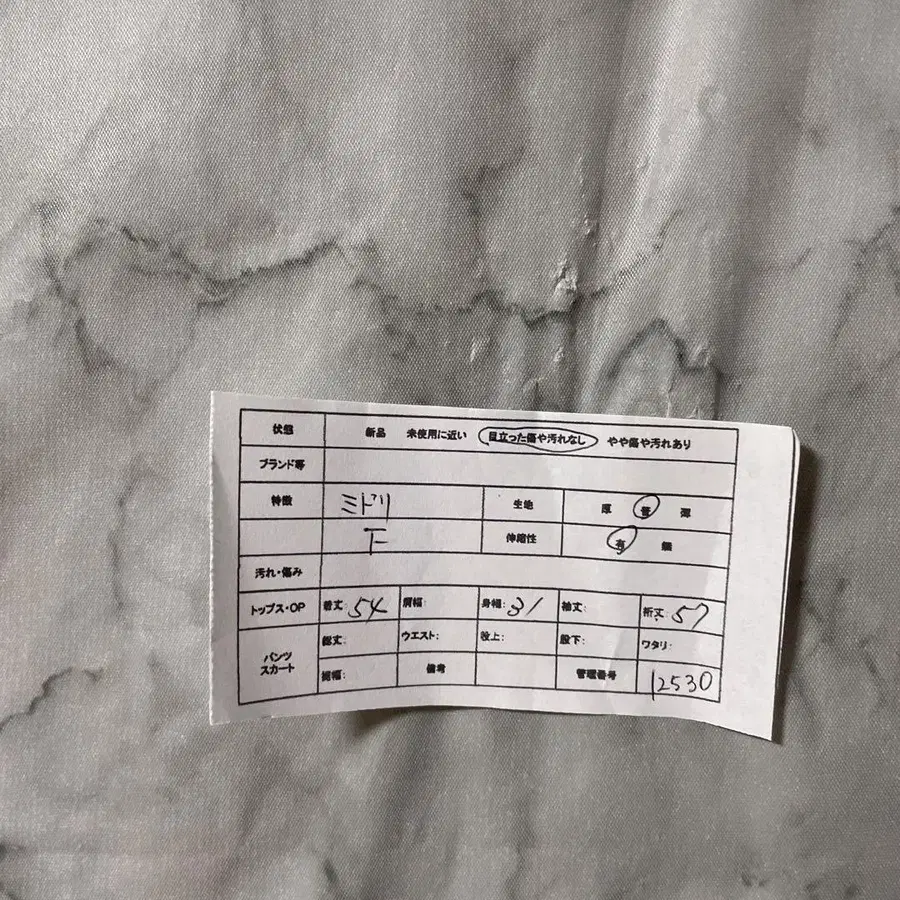 状態 新品 未使用に近い 目立った傷や汚れなし やや傷や汚れあり
ブランド等
特徴 ミドリ 生地 厚 普 薄
下 伸縮性 有 無
汚れ・傷み
トップス・OP 着丈: 54 肩幅: 身幅: 31 袖丈: 裄丈: 57
パンツ スカート 総丈: ウエスト: 股上: 股下: ワタリ:
裾幅: 備考 管理番号 12530